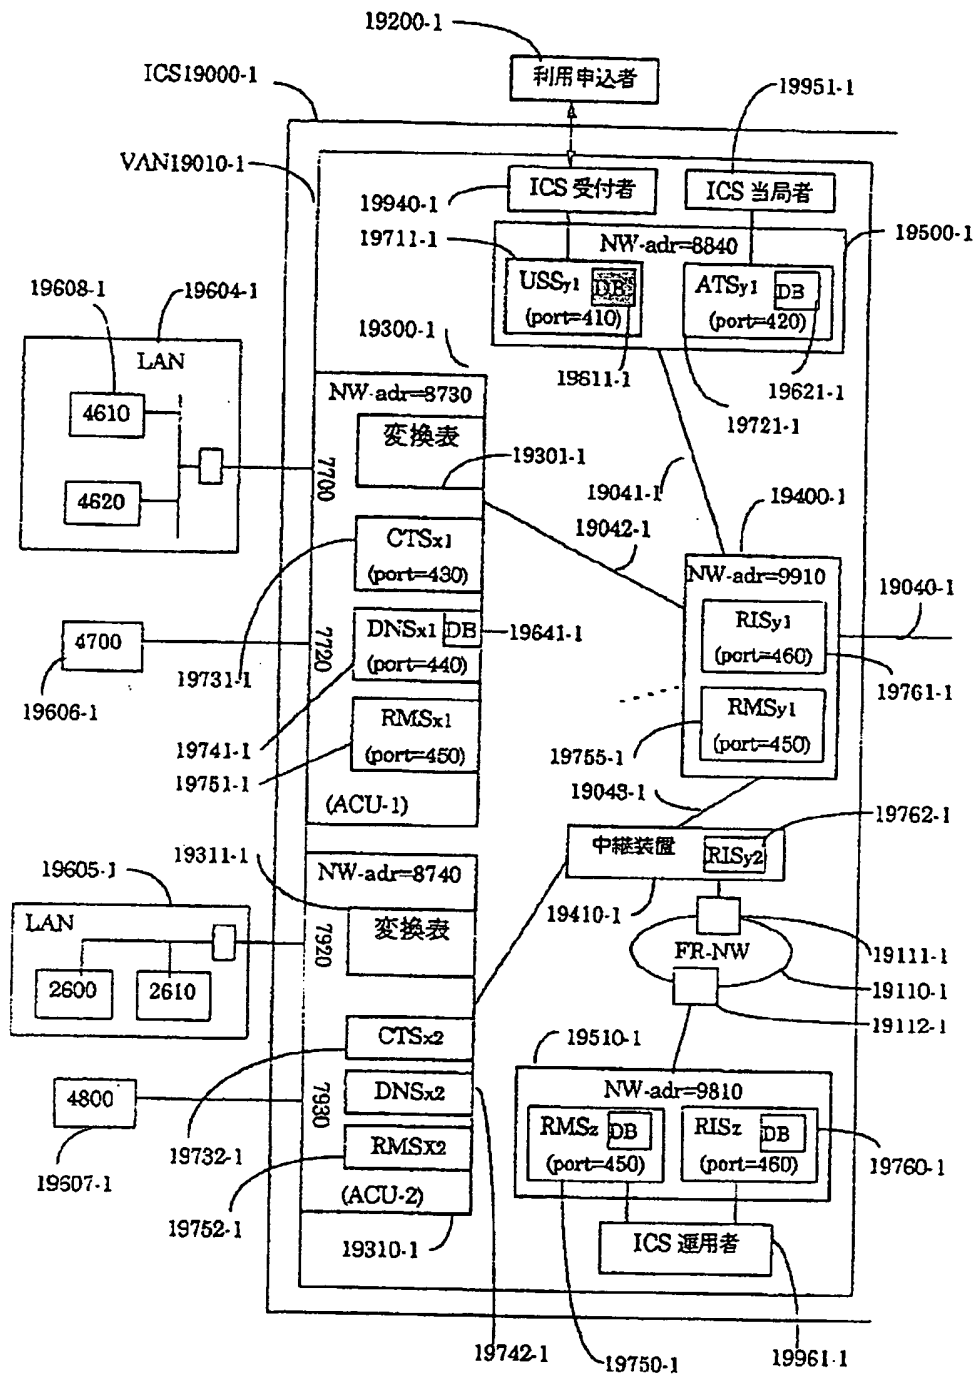 19200-1
ICS19000-1
利用申込者
19951-1
VAN19010-1
ICS 受付者
ICS 当局者
19940-1
19711-1
NW-adr=8840
19500-1
USSy1
DB
(port=410)
ATSy1
DB
(port=420)
19608-1
19604-1
19300-1
19611-1
19621-1
19721-1
LAN
4610
4620
NW-adr=8730
変換表
7700
19301-1
19041-1
19400-1
19042-1
CTSx1
(port=430)
NW-adr=9910
19040-1
RISy1
(port=460)
4700
7720
DNSx1
DB
(port=440)
19641-1
19731-1
19606-1
19761-1
RMSx1
(port=450)
RMSy1
(port=450)
19741-1
19755-1
19751-1
19043-1
(ACU-1)
19762-1
19311-1
中継装置
RISy2
19605-1
NW-adr=8740
19410-1
LAN
2600
2610
7920
変換表
FR-NW
19111-1
19110-1
19112-1
CTSx2
19510-1
4800
7930
DNSx2
NW-adr=9810
RMSz
DB
(port=450)
RISz
DB
(port=460)
19732-1
RMSX2
19760-1
19607-1
(ACU-2)
19752-1
ICS 運用者
19310-1
19742-1
19750-1
19961-1